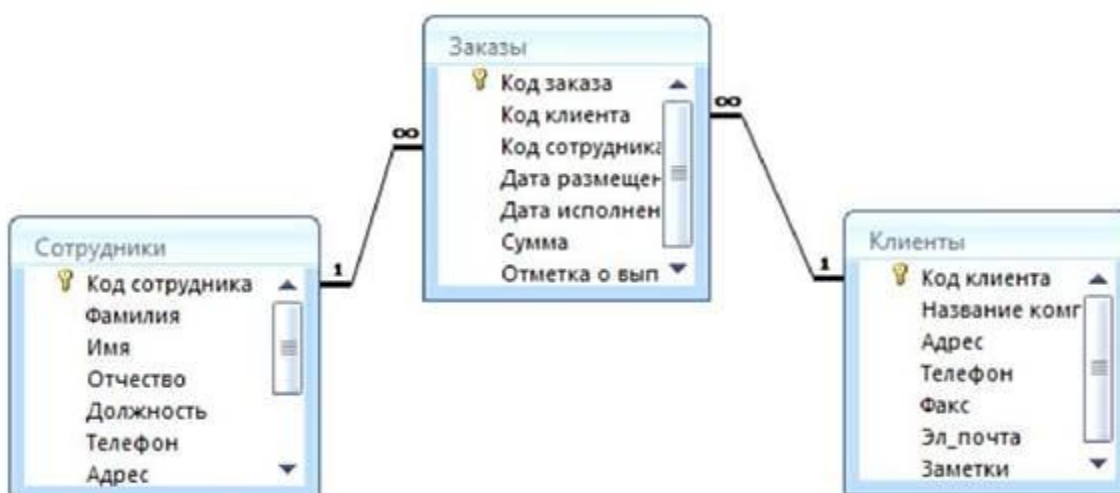 Заказы
Код заказа
Код клиента
Код сотрудника
Дата размещен
Дата исполнен
Сумма
Отметка о вып
∞
∞
1
1
Сотрудники
Код сотрудника
Фамилия
Имя
Отчество
Должность
Телефон
Адрес
Клиенты
Код клиента
Название комп
Адрес
Телефон
Факс
Эл_почта
Заметки